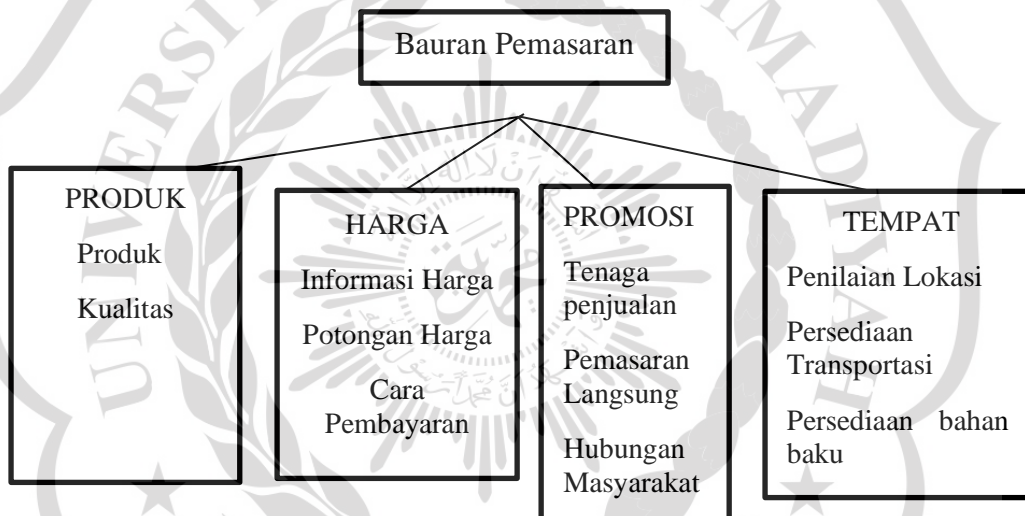 Bauran Pemasaran
PRODUK
Produk
Kualitas
HARGA
Informasi Harga
Potongan Harga
Cara
Pembayaran
PROMOSI
Tenaga
penjualan
Pemasaran
Langsung
Hubungan
Masyarakat
TEMPAT
Penilaian Lokasi
Persediaan
Transportasi
Persediaan bahan
baku